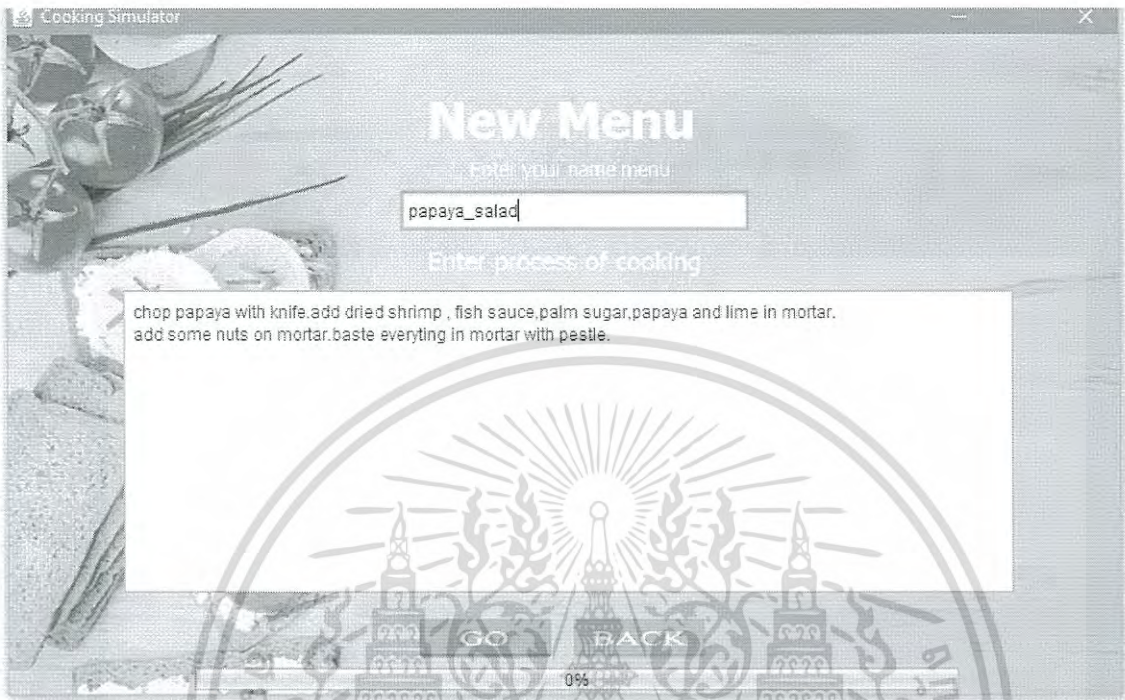 Cooking Simulator
New Menu
Enter your name menu
papaya_salad
Enter process of cooking
chop papaya with knife.add dried shrimp , fish sauce,palm sugar,papaya and lime in mortar.
add some nuts on mortar.baste everyting in mortar with pestle.
GO BACK
0%